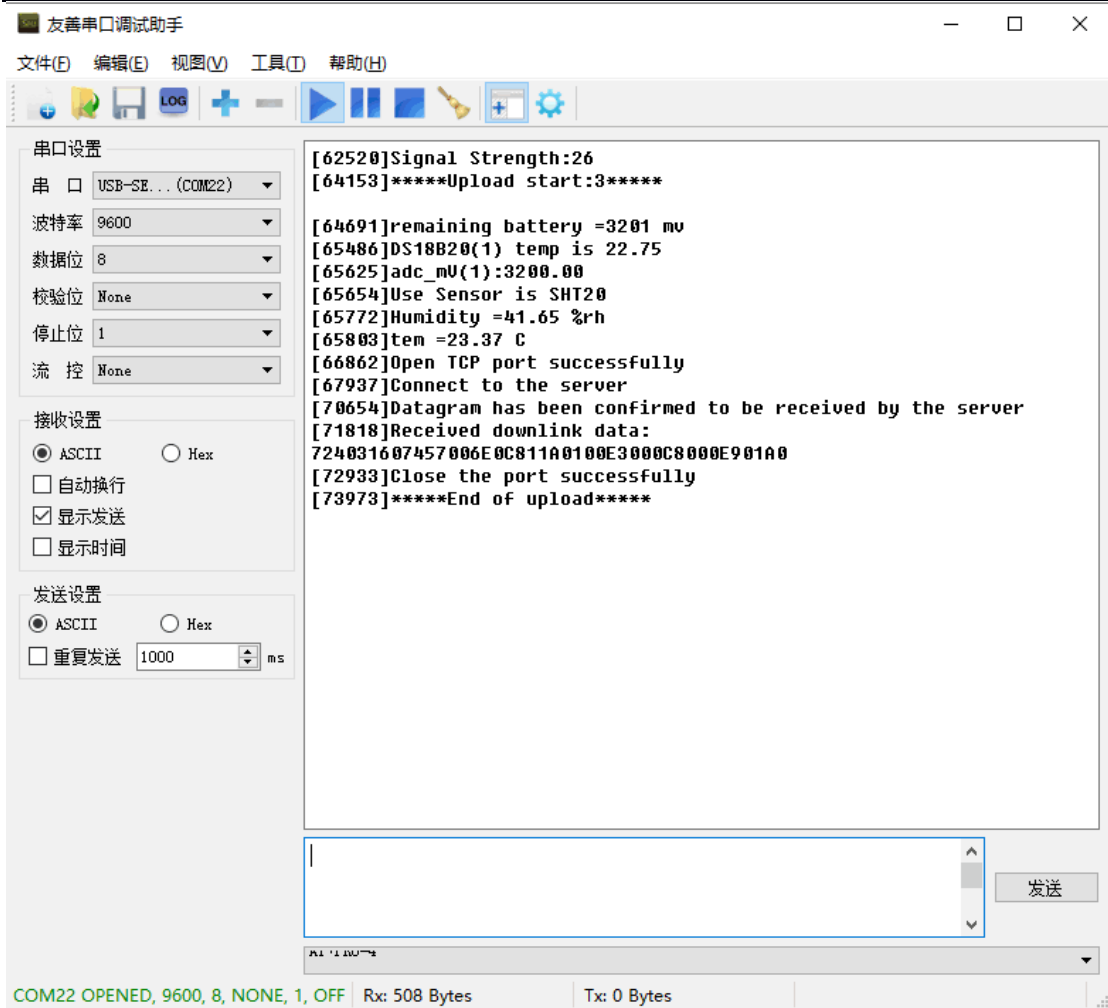 友善串口调试助手
文件(F) 编辑(E) 视图(V) 工具(T) 帮助(H)
LOG
串口设置
串 口 USB-SE...(COM22)
波特率 9600
数据位 8
校验位 None
停止位 1
流 控 None
接收设置
ASCII Hex
自动换行
显示发送
显示时间
发送设置
ASCII Hex
重复发送 1000 ms
[62520]Signal Strength:26
[64153]*****Upload start:3*****
[64691]remaining battery =3201 mv
[65486]DS18B20(1) temp is 22.75
[65625]adc_mV(1):3200.00
[65654]Use Sensor is SHT20
[65772]Humidity =41.65 %rh
[65803]tem =23.37 C
[66862]Open TCP port successfully
[67937]Connect to the server
[70654]Datagram has been confirmed to be received by the server
[71818]Received downlink data:
724031607457006E0C811A0100E3000C8000E901A0
[72933]Close the port successfully
[73973]*****End of upload*****
发送
COM22 OPENED, 9600, 8, NONE, 1, OFF Rx: 508 Bytes Tx: 0 Bytes